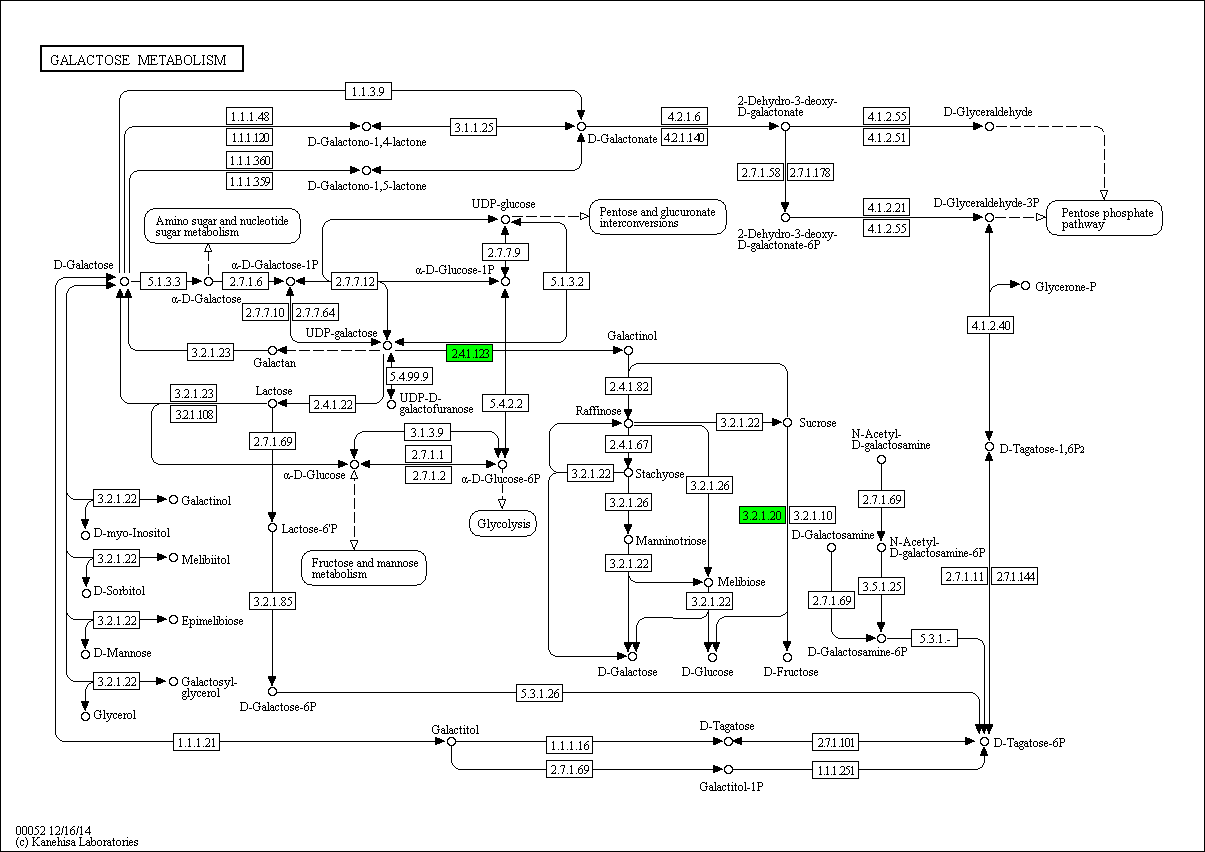 GALACTOSE METABOLISM
1.1.3.9
1.1.1.48
1.1.1.120
D-Galactono-1,4-lactone
3.1.1.25
D-Galactonate
4.2.1.6
4.2.1.140
2-Dehydro-3-deoxy-
D-galactonate
4.1.2.55
4.1.2.51
D-Glyceraldehyde
1.1.1.360
1.1.1.359
D-Galactono-1,5-lactone
2.7.1.58
2.7.1.178
Amino sugar and nucleotide
sugar metabolism
UDP-glucose
Pentose and glucuronate
interconversions
2-Dehydro-3-deoxy-
D-galactonate-6P
4.1.2.21
4.1.2.55
D-Glyceraldehyde-3P
Pentose phosphate
pathway
2.7.7.9
D-Galactose
5.1.3.3
α-D-Galactose
2.7.1.6
α-D-Galactose-1P
2.7.7.12
α-D-Glucose-1P
5.1.3.2
Glycerone-P
2.7.7.10
2.7.7.64
4.1.2.40
UDP-galactose
3.2.1.23
Galactan
2.4.1.123
Galactinol
5.4.99.9
UDP-D-
galactofuranose
2.4.1.82
3.2.1.23
3.2.1.108
Lactose
2.4.1.22
5.4.2.2
Raffinose
3.2.1.22
Sucrose
2.7.1.69
3.1.3.9
2.7.1.1
2.7.1.2
α-D-Glucose
α-D-Glucose-6P
2.4.1.67
3.2.1.22
Stachyose
3.2.1.26
N-Acetyl-
D-galactosamine
D-Tagatose-1,6P2
3.2.1.22
Galactinol
D-myo-Inositol
Lactose-6'P
Glycolysis
3.2.1.26
3.2.1.20
3.2.1.10
2.7.1.69
Manninotriose
D-Galactosamine
N-Acetyl-
D-galactosamine-6P
3.2.1.22
Melibiitol
D-Sorbitol
Fructose and mannose
metabolism
3.2.1.22
Melibiose
2.7.1.11
2.7.1.144
3.2.1.85
3.2.1.22
2.7.1.69
3.5.1.25
3.2.1.22
Epimelibiose
D-Mannose
D-Galactose
D-Glucose
D-Fructose
D-Galactosamine-6P
5.3.1.-
3.2.1.22
Galactosyl-
glycerol
Glycerol
D-Galactose-6P
5.3.1.26
1.1.1.21
Galactitol
1.1.1.16
D-Tagatose
2.7.1.101
D-Tagatose-6P
2.7.1.69
Galactitol-1P
1.1.1.251
00052 12/16/14
(c) Kanehisa Laboratories